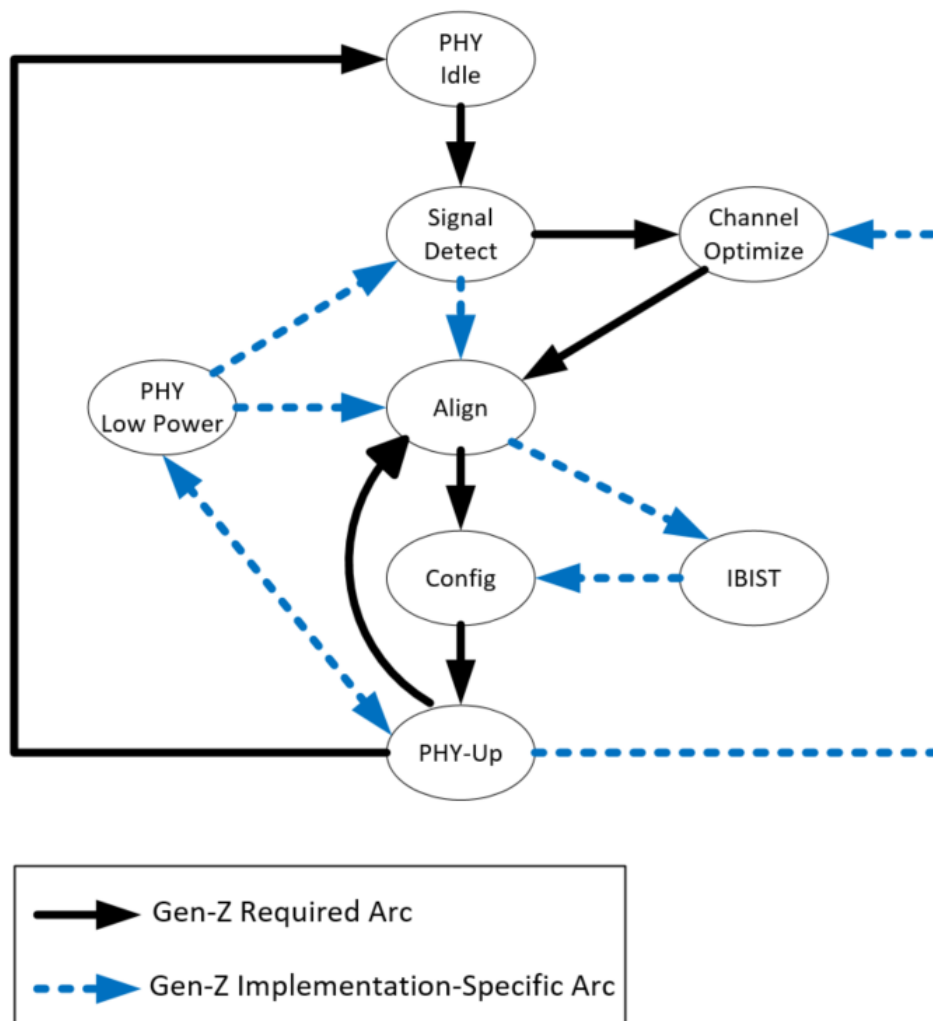 PHY
Idle
Signal
Detect
Channel
Optimize
PHY
Low Power
Align
Config
IBIST
PHY-Up
Gen-Z Required Arc
Gen-Z Implementation-Specific Arc